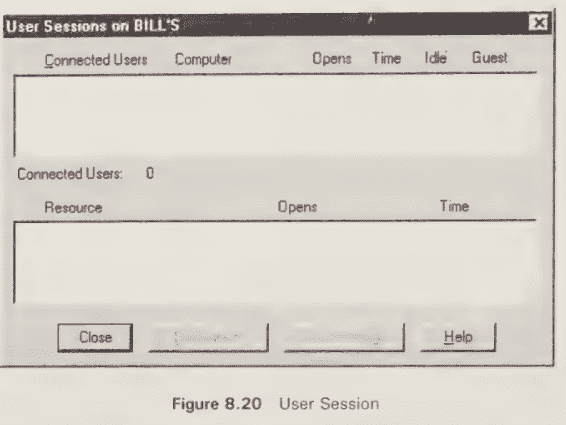 User Sessions on BILL'S
Connected Users Computer Opens Time Idle Guest
Connected Users: 0
Resource Opens Time
Close Help
Figure 8.20 User Session